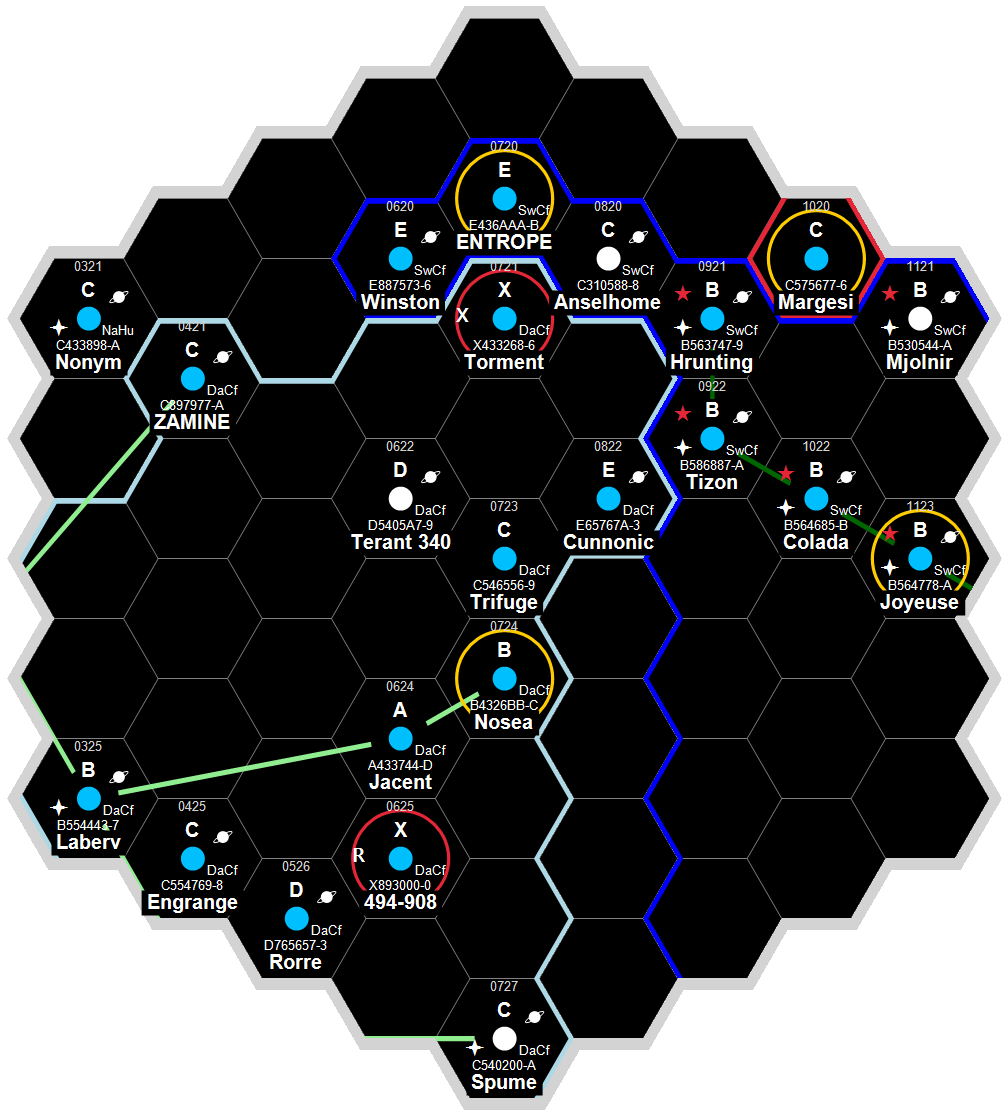 0720
E
SwCf
E436AAA-B
ENTROPE
0620
E
SwCf
E887573-6
Winston
0820
C
SwCf
C310588-8
Anselhome
1020
C
C575677-6
Margesi
0321
C
NaHu
C433898-A
Nonym
0721
X
X
DaCf
X433268-6
Torment
0921
B
SwCf
B563747-9
Hrunting
1121
B
SwCf
B530544-A
Mjolnir
0421
C
DaCf
C897977-A
ZAMINE
0922
B
SwCf
B586887-A
Tizon
0622
D
DaCf
D5405A7-9
Terant 340
0822
E
DaCf
E65767A-3
Cunnonic
1022
B
SwCf
B564685-B
Colada
0723
C
DaCf
C546556-9
Trifuge
1123
B
SwCf
B564778-A
Joyeuse
0724
B
DaCf
B4326BB-C
Nosea
0624
A
DaCf
A433744-D
Jacent
0325
B
DaCf
B554443-7
Laberv
0425
C
DaCf
C554769-8
Engrange
0625
X
R
DaCf
X893000-0
494-908
0526
D
DaCf
D765657-3
Rorre
0727
C
DaCf
C540200-A
Spume